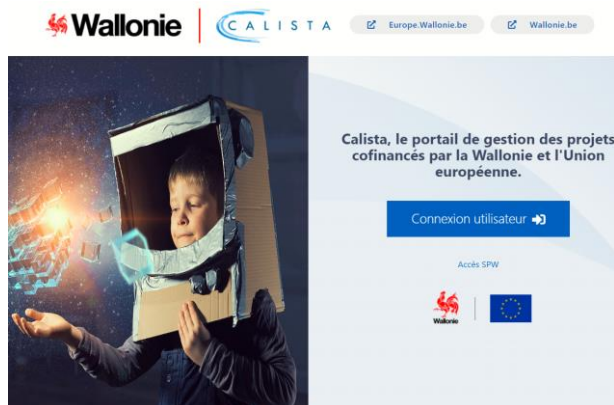 Wallonie
CALISTA
Europe.Wallonie.be
Wallonie.be
Calista, le portail de gestion des projets
cofinancés par la Wallonie et l'Union
européenne.
Connexion utilisateur
Accès SPW
Wallonie